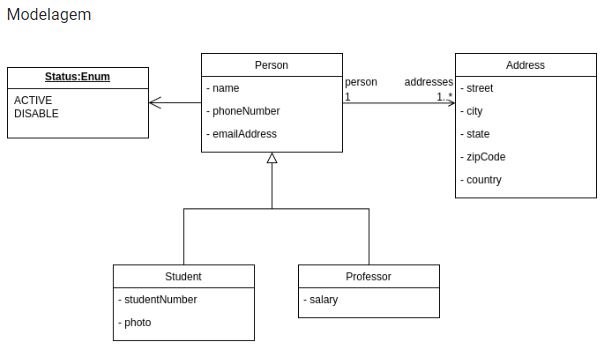 Modelagem
Status:Enum
ACTIVE
DISABLE
Person
- name
- phoneNumber
- emailAddress
person
1
addresses
1..*
Address
- street
- city
- state
- zipCode
- country
Student
- studentNumber
- photo
Professor
- salary